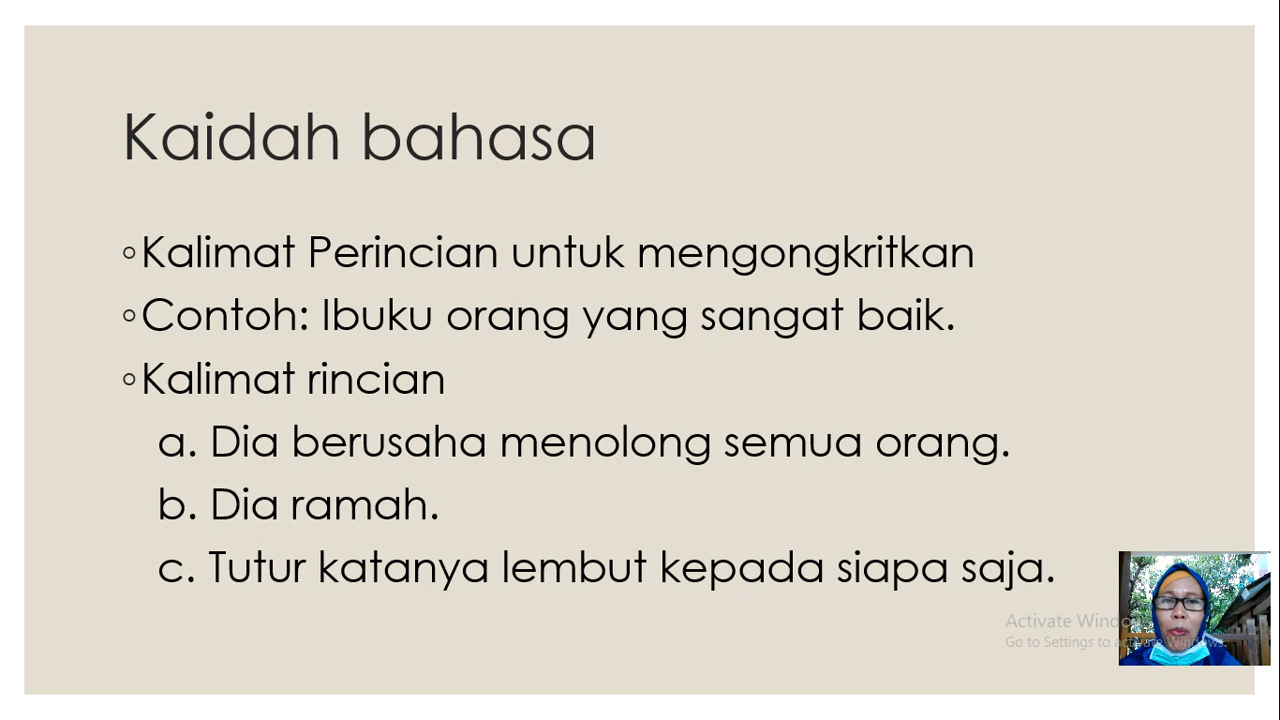 Kaidah bahasa
◦Kalimat Perincian untuk mengongkritkan
◦Contoh: Ibuku orang yang sangat baik.
◦Kalimat rincian
a. Dia berusaha menolong semua orang.
b. Dia ramah.
c. Tutur katanya lembut kepada siapa saja.
Activate Windows
Go to Settings to activate Windows.